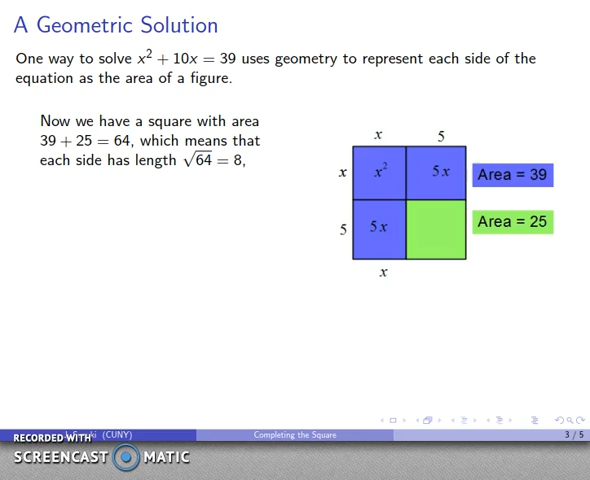 A Geometric Solution
One way to solve x² + 10x = 39 uses geometry to represent each side of the
equation as the area of a figure.
Now we have a square with area
39 + 25 = 64, which means that
each side has length √64 = 8,
x 5
x x² 5x Area = 39
5 5x Area = 25
x
(CUNY) Completing the Square 3 / 5
RECORDED WITH
SCREENCAST MATIC